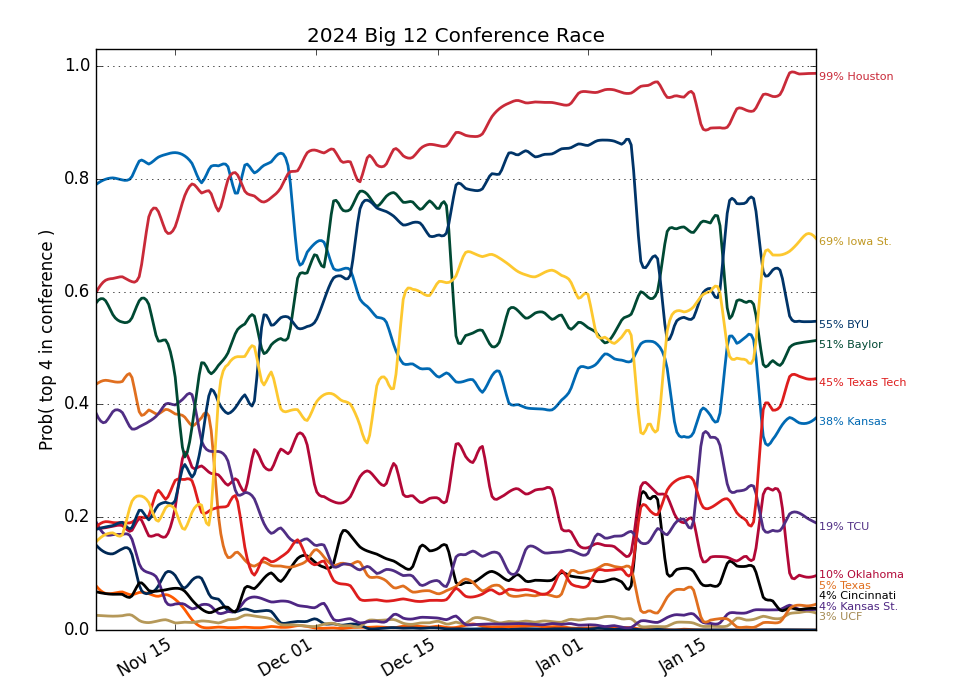 2024 Big 12 Conference Race
Prob( top 4 in conference )
1.0
0.8
0.6
0.4
0.2
0.0
Nov 15
Dec 01
Dec 15
Jan 01
Jan 15
99% Houston
69% Iowa St.
55% BYU
51% Baylor
45% Texas Tech
38% Kansas
19% TCU
10% Oklahoma
5% Texas
4% Cincinnati
4% Kansas St.
3% UCF